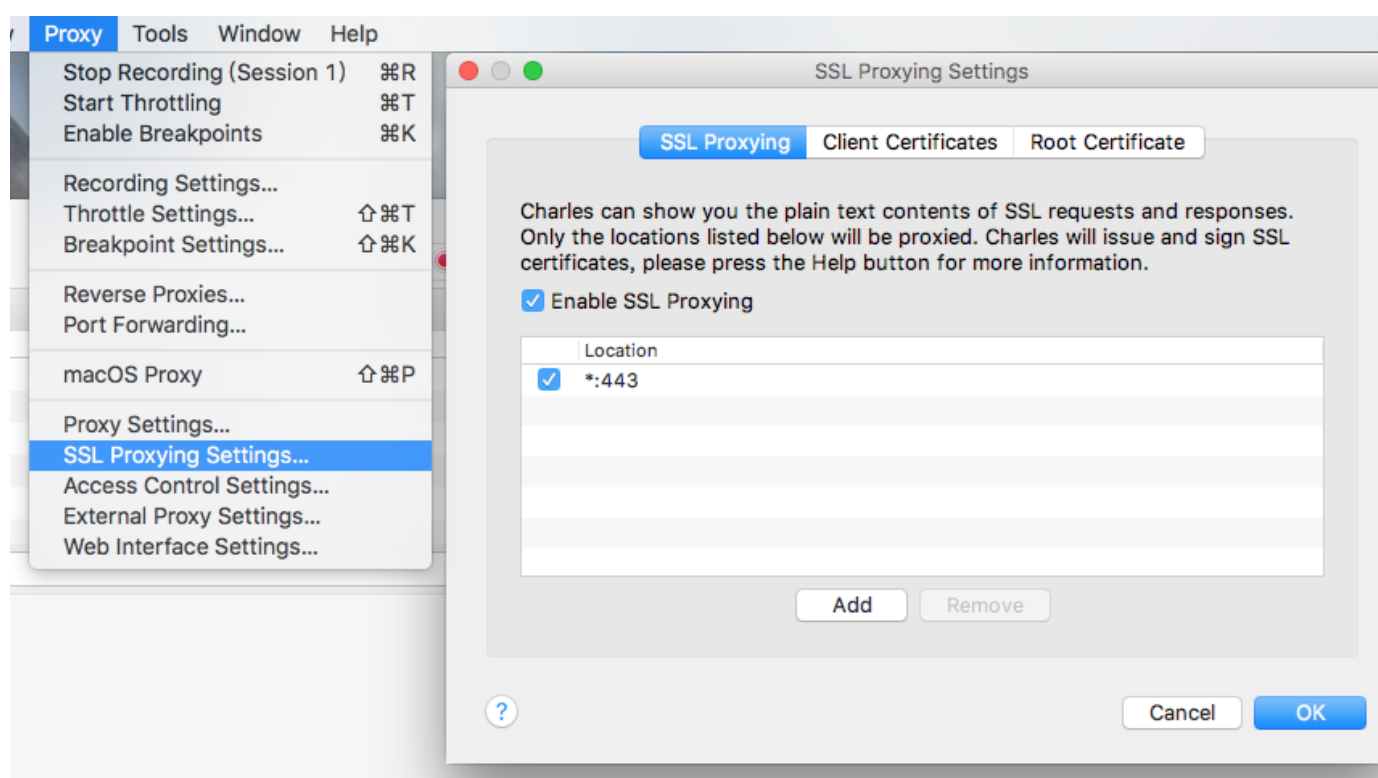 Proxy Tools Window Help
Stop Recording (Session 1) ⌘R
Start Throttling ⌘T
Enable Breakpoints ⌘K
Recording Settings...
Throttle Settings... ⇧⌘T
Breakpoint Settings... ⇧⌘K
Reverse Proxies...
Port Forwarding...
macOS Proxy ⇧⌘P
Proxy Settings...
SSL Proxying Settings...
Access Control Settings...
External Proxy Settings...
Web Interface Settings...
SSL Proxying Settings
SSL Proxying Client Certificates Root Certificate
Charles can show you the plain text contents of SSL requests and responses.
Only the locations listed below will be proxied. Charles will issue and sign SSL
certificates, please press the Help button for more information.
Enable SSL Proxying
Location
*:443
Add Remove
? Cancel OK